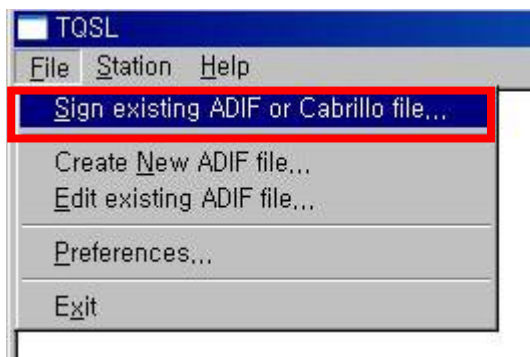 TQSL
File Station Help
Sign existing ADIF or Cabrillo file,,,
Create New ADIF file,,,
Edit existing ADIF file,,,
Preferences,,,
Exit